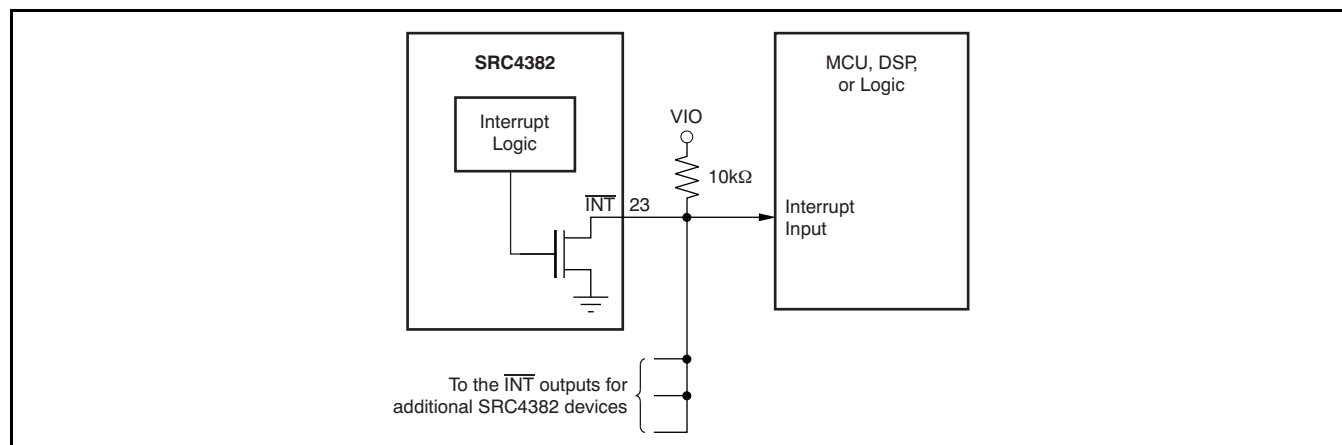 SRC4382
Interrupt
Logic
INT 23
VIO
10kΩ
MCU, DSP,
or Logic
Interrupt
Input
To the INT outputs for
additional SRC4382 devices